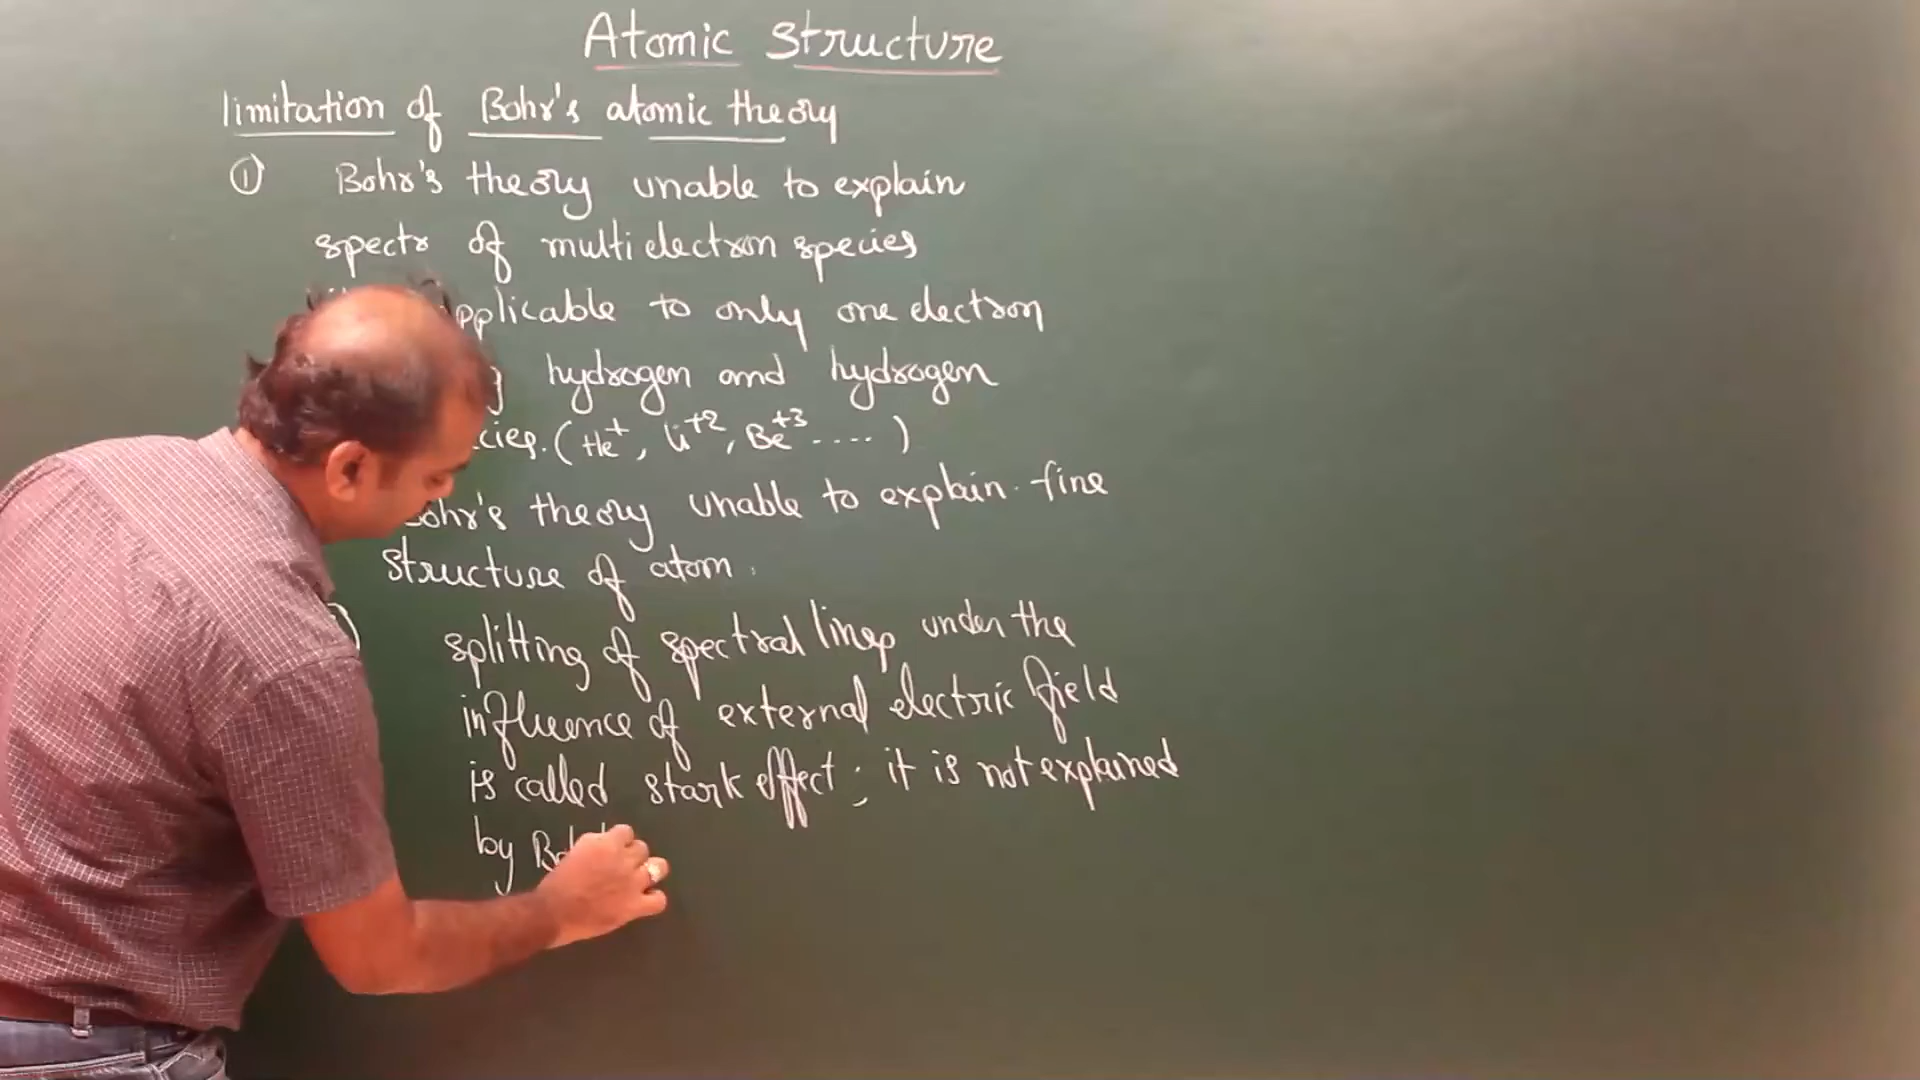 Atomic Structure
limitation of Bohr's atomic theory
① Bohr's theory unable to explain
spectr of multi electron species
applicable to only one electron
hydrogen and hydrogen
cies. (He⁺, Li⁺², Be⁺³ ....)
Bohr's theory unable to explain fine
structure of atom.
splitting of spectral lines under the
influence of external electric field
is called stark effect; it is not explained
by